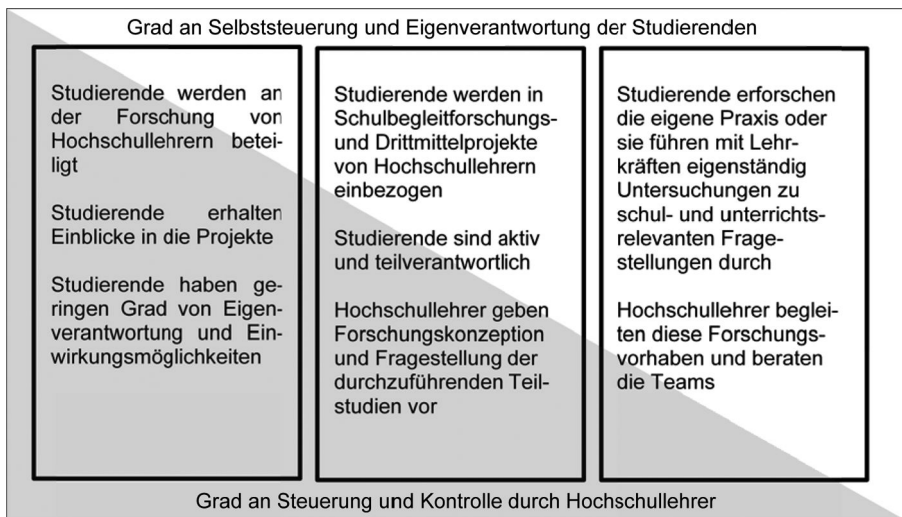 Grad an Selbststeuerung und Eigenverantwortung der Studierenden
Studierende werden an
der Forschung von
Hochschullehrern betei-
ligt
Studierende erhalten
Einblicke in die Projekte
Studierende haben ge-
ringen Grad von Eigen-
verantwortung und Ein-
wirkungsmöglichkeiten
Studierende werden in
Schulbegleitforschungs-
und Drittmittelprojekte
von Hochschullehrern
einbezogen
Studierende sind aktiv
und teilverantwortlich
Hochschullehrer geben
Forschungskonzeption
und Fragestellung der
durchzuführenden Teil-
studien vor
Studierende erforschen
die eigene Praxis oder
sie führen mit Lehr-
kräften eigenständig
Untersuchungen zu
schul- und unterrichts-
relevanten Frage-
stellungen durch
Hochschullehrer beglei-
ten diese Forschungs-
vorhaben und beraten
die Teams
Grad an Steuerung und Kontrolle durch Hochschullehrer